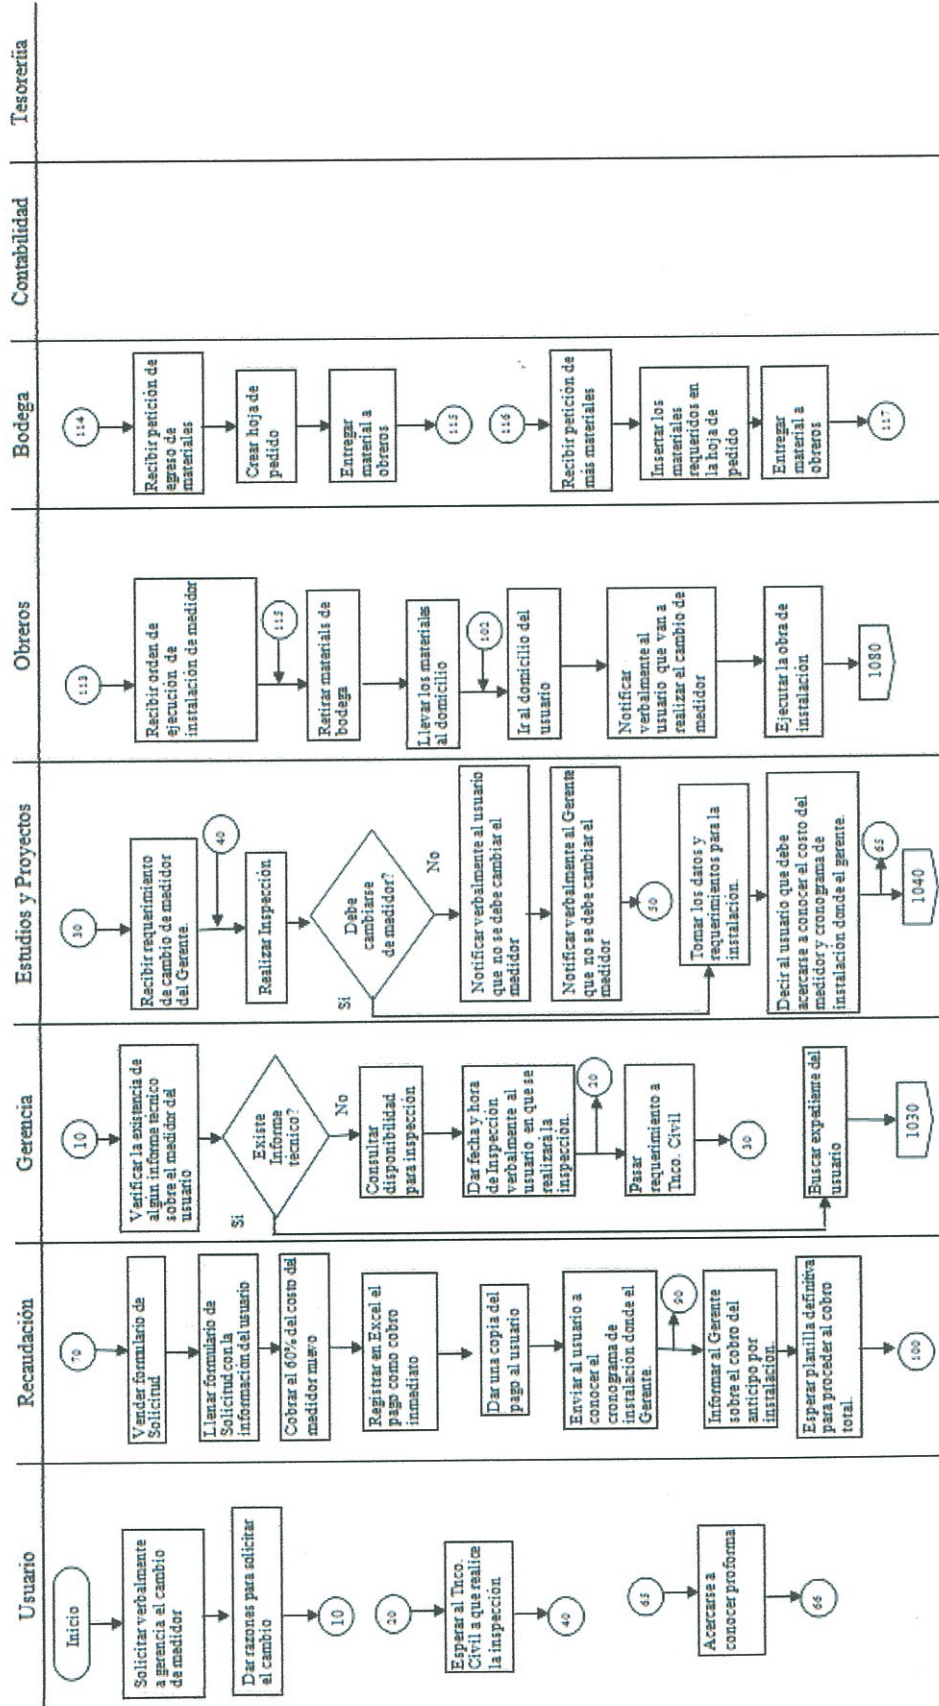 Usuario
Recaudación
Gerencia
Estudios y Proyectos
Obreros
Bodega
Contabilidad
Tesoreriia
Inicio
Solicitar verbalmente
a gerencia el cambio
de medidor
Dar razones para solicitar
el cambio
10
20
Esperar al Tnco.
Civil a que realice
la inspección
40
65
Acercarse a
conocer proforma
66
70
Vender formulario de
Solicitud
Llenar formulario de
Solicitud con la
información del usuario
Cobrar el 60% del costo del
medidor nuevo
Registrar en Excel el
pago como cobro
inmediato
Dar una copia del
pago al usuario
Enviar al usuario a
conocer el
cronograma de
instalación donde el
Gerente.
90
Informar al Gerente
sobre el cobro del
anticipo por
instalación.
Esperar planilla definitiva
para proceder al cobro
total.
100
10
Verificar la existencia de
algún informe técnico
sobre el medidor del
usuario
Existe
Informe
técnico?
Si
No
Consultar
disponibilidad
para inspección
Dar fecha y hora
de Inspección
verbalmente al
usuario en que se
realizará la
inspección.
20
Pasar
requerimiento a
Tnco. Civil
30
Buscar expediente del
usuario
1030
30
Recibir requerimiento
de cambio de medidor
del Gerente.
40
Realizar Inspección
Debe
cambiarse
de medidor?
Si
No
Notificar verbalmente al usuario
que no se debe cambiar el
medidor
Notificar verbalmente al Gerente
que no se debe cambiar el
medidor
50
Tomar los datos y
requerimientos para la
instalación.
Decir al usuario que debe
acercarse a conocer el costo del
medidor y cronograma de
instalación donde el gerente.
65
1040
113
Recibir orden de
ejecución de
instalación de medidor
115
Retirar materials de
bodega
Llevar los materiales
al domicilio
102
Ir al domicilio del
usuario
Notificar
verbalmente al
usuario que van a
realizar el cambio de
medidor
Ejecutar la obra de
instalación
1080
114
Recibir petición de
egreso de
materiales
Crear hoja de
pedido
Entregar
material a
obreros
115
116
Recibir petición de
más materiales
Insertar los
materiales
requeridos en
la hoja de
pedido
Entregar
material a
obreros
117